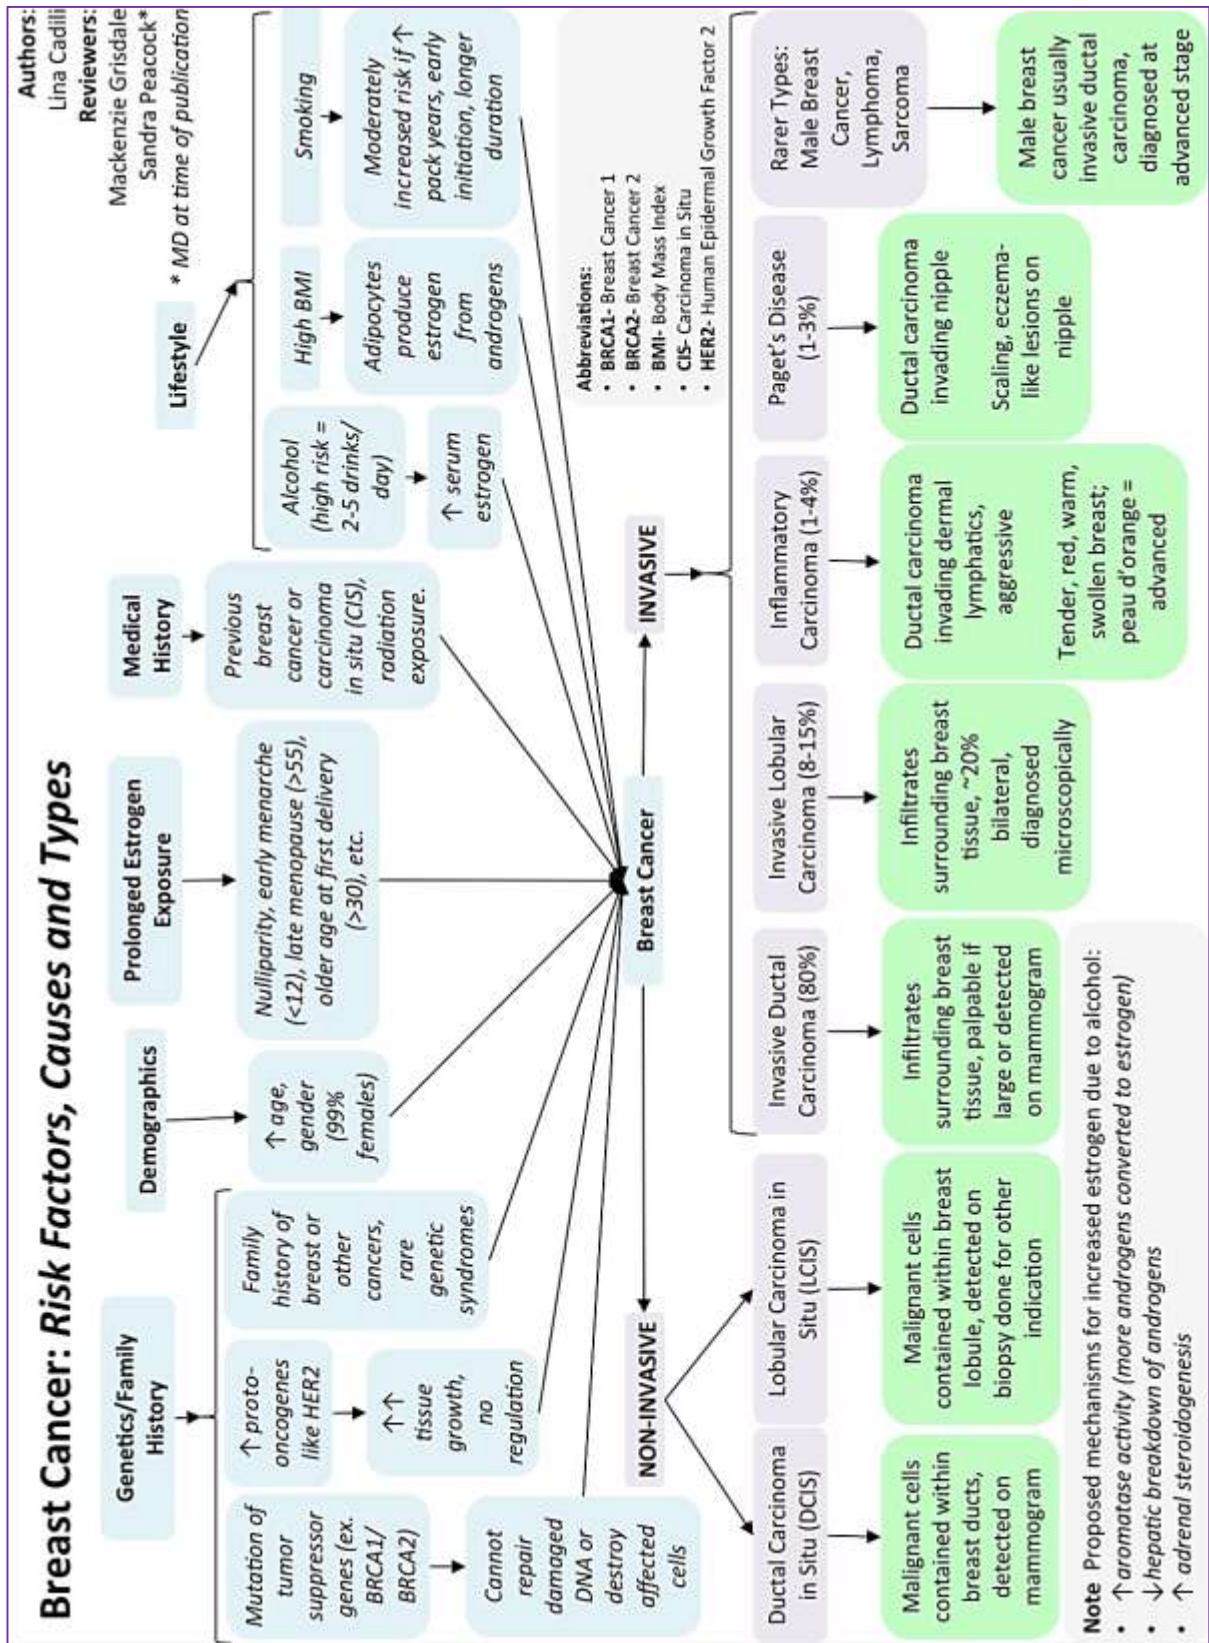 Breast Cancer: Risk Factors, Causes and Types
Authors:
Lina Cadili
Reviewers:
Mackenzie Grisdale
Sandra Peacock*
* MD at time of publication
Genetics/Family
History
Mutation of
tumor
suppressor
genes (ex.
BRCA1/
BRCA2)
Cannot
repair
damaged
DNA or
destroy
affected
cells
↑proto-
oncogenes
like HER2
↑↑
tissue
growth,
no
regulation
Family
history of
breast or
other
cancers,
rare
genetic
syndromes
Demographics
↑ age,
gender
(99%
females)
Prolonged Estrogen
Exposure
Nulliparity, early menarche
(<12), late menopause (>55),
older age at first delivery
(>30), etc.
Medical
History
Previous
breast
cancer or
carcinoma
in situ (CIS),
radiation
exposure.
Lifestyle
Alcohol
(high risk =
2-5 drinks/
day)
↑ serum
estrogen
High BMI
Adipocytes
produce
estrogen
from
androgens
Smoking
Moderately
increased risk if ↑
pack years, early
initiation, longer
duration
Breast Cancer
Abbreviations:
• BRCA1- Breast Cancer 1
• BRCA2- Breast Cancer 2
• BMI- Body Mass Index
• CIS- Carcinoma in Situ
• HER2- Human Epidermal Growth Factor 2
NON-INVASIVE
INVASIVE
Ductal Carcinoma
in Situ (DCIS)
Malignant cells
contained within
breast ducts,
detected on
mammogram
Lobular Carcinoma in
Situ (LCIS)
Malignant cells
contained within breast
lobule, detected on
biopsy done for other
indication
Invasive Ductal
Carcinoma (80%)
Infiltrates
surrounding breast
tissue, palpable if
large or detected
on mammogram
Invasive Lobular
Carcinoma (8-15%)
Infiltrates
surrounding breast
tissue, ~20%
bilateral,
diagnosed
microscopically
Inflammatory
Carcinoma (1-4%)
Ductal carcinoma
invading dermal
lymphatics,
aggressive
Tender, red, warm,
swollen breast;
peau d'orange =
advanced
Paget's Disease
(1-3%)
Ductal carcinoma
invading nipple
Scaling, eczema-
like lesions on
nipple
Rarer Types:
Male Breast
Cancer,
Lymphoma,
Sarcoma
Male breast
cancer usually
invasive ductal
carcinoma,
diagnosed at
advanced stage
Note Proposed mechanisms for increased estrogen due to alcohol:
• ↑aromatase activity (more androgens converted to estrogen)
• ↓hepatic breakdown of androgens
• ↑ adrenal steroidogenesis